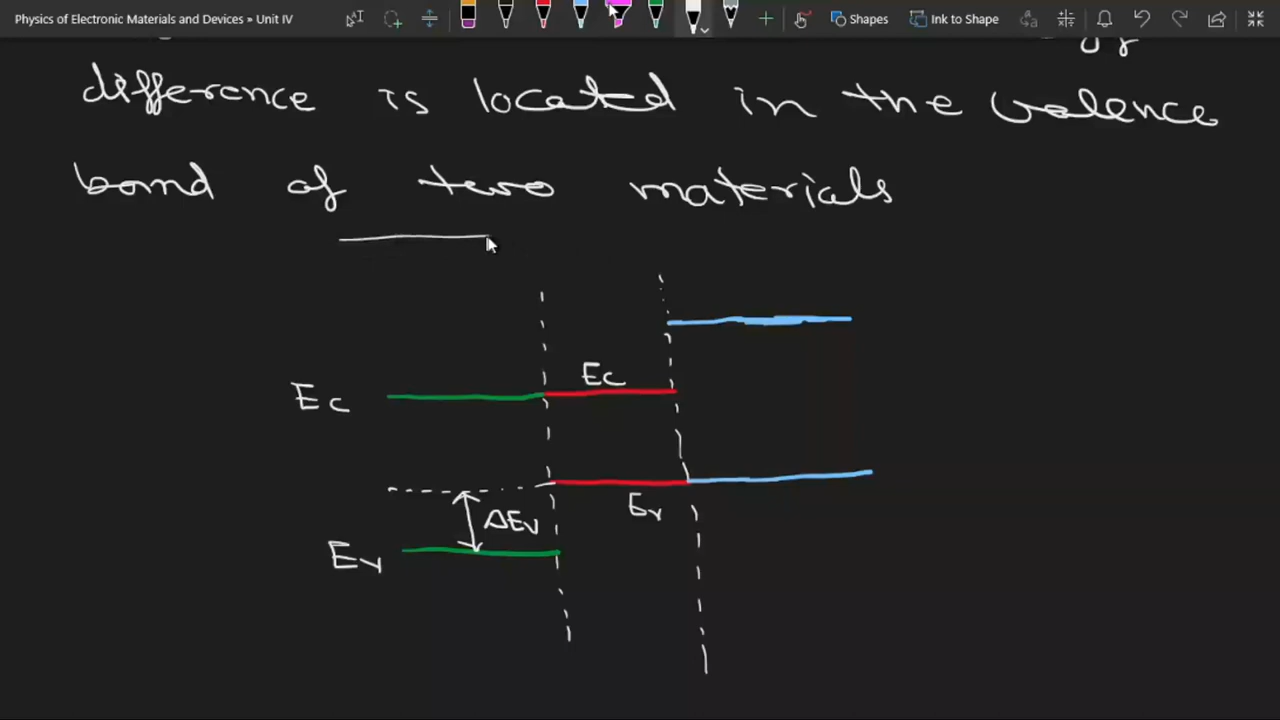 Physics of Electronic Materials and Devices » Unit IV
Shapes
Ink to Shape
difference is located in the valence
band of two materials
Ec
Ec
ΔEv
Ev
Ev